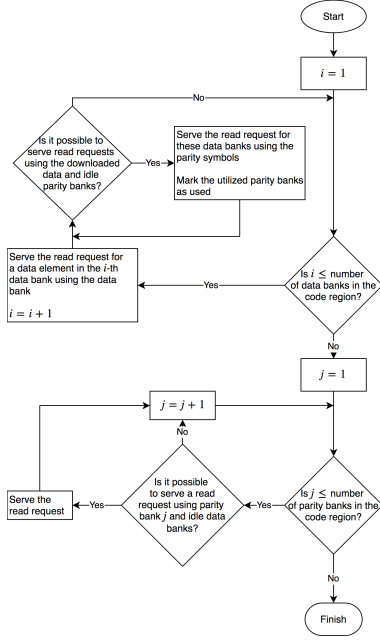 Start
i = 1
No
Is it possible to
serve read requests
using the downloaded
data and idle
parity banks?
Yes
Serve the read request for
these data banks using the
parity symbols
Mark the utilized parity banks
as used
Serve the read request for
a data element in the i-th
data bank using the data
bank
i = i + 1
Yes
Is i ≤ number
of data banks in the
code region?
No
j = 1
j = j + 1
No
Is it possible
to serve a read
request using parity
bank j and idle data
banks?
Yes
Serve the
read request
Yes
Is j ≤ number
of parity banks in the
code region?
No
Finish